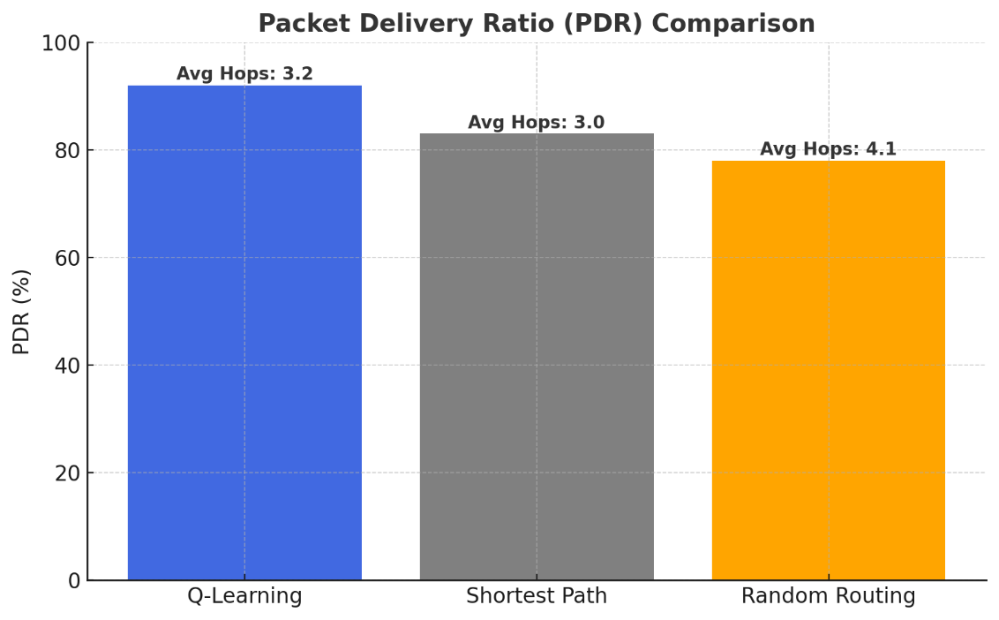 Packet Delivery Ratio (PDR) Comparison
PDR (%)
100
80
60
40
20
0
Avg Hops: 3.2
Avg Hops: 3.0
Avg Hops: 4.1
Q-Learning
Shortest Path
Random Routing